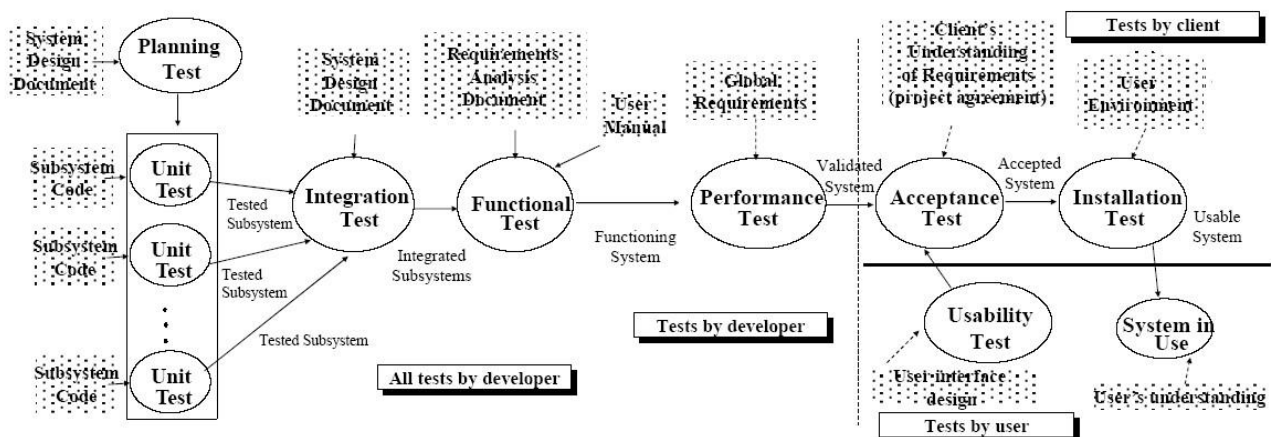 System
Design
Document
Planning
Test
System
Design
Document
Requirements
Analysis
Document
User
Manual
Global
Requirements
Client's
Understanding
of Requirements
(project agreement)
Tests by client
User
Environment
Subsystem
Code
Unit
Test
Tested
Subsystem
Integration
Test
Integrated
Subsystems
Functional
Test
Functioning
System
Performance
Test
Validated
System
Acceptance
Test
Accepted
System
Installation
Test
Usable
System
Subsystem
Code
Unit
Test
Tested
Subsystem
Subsystem
Code
Unit
Test
Tested Subsystem
All tests by developer
Tests by developer
Usability
Test
System in
Use
User interface
design
User's understanding
Tests by user